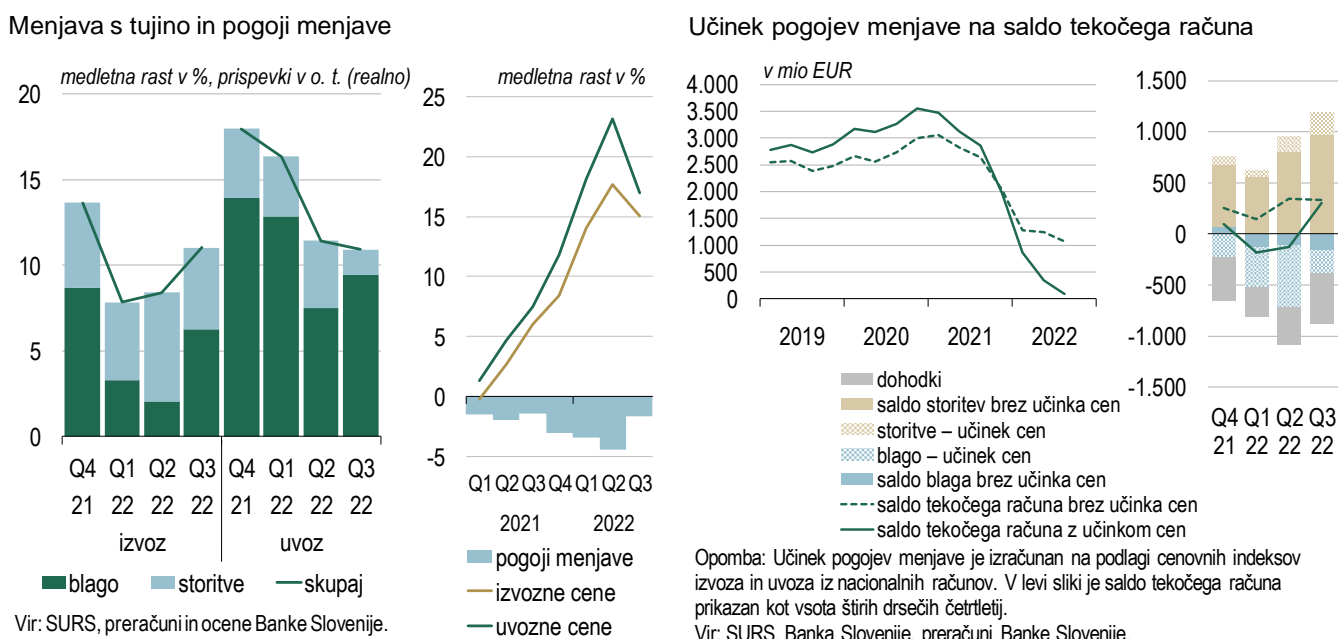 Menjava s tujino in pogoji menjave
medletna rast v %, prispevki v o. t. (realno)
20
15
10
5
0
Q4 Q1 Q2 Q3 Q4 Q1 Q2 Q3
21 22 22 22 21 22 22 22
izvoz uvoz
blago storitve skupaj
Vir: SURS, preračuni in ocene Banke Slovenije.
medletna rast v %
25
20
15
10
5
0
-5
Q1 Q2 Q3 Q4 Q1 Q2 Q3
2021 2022
pogoji menjave
izvozne cene
uvozne cene
Učinek pogojev menjave na saldo tekočega računa
v mio EUR
4.000
3.500
3.000
2.500
2.000
1.500
1.000
500
0
2019 2020 2021 2022
1.500
1.000
500
0
-500
-1.000
-1.500
Q4 Q1 Q2 Q3
21 22 22 22
dohodki
saldo storitev brez učinka cen
storitve – učinek cen
blago – učinek cen
saldo blaga brez učinka cen
saldo tekočega računa brez učinka cen
saldo tekočega računa z učinkom cen
Opomba: Učinek pogojev menjave je izračunan na podlagi cenovnih indeksov
izvoza in uvoza iz nacionalnih računov. V levi sliki je saldo tekočega računa
prikazan kot vsota štirih drsečih četrtletij.
Vir: SURS, Banka Slovenije, preračuni Banke Slovenije.